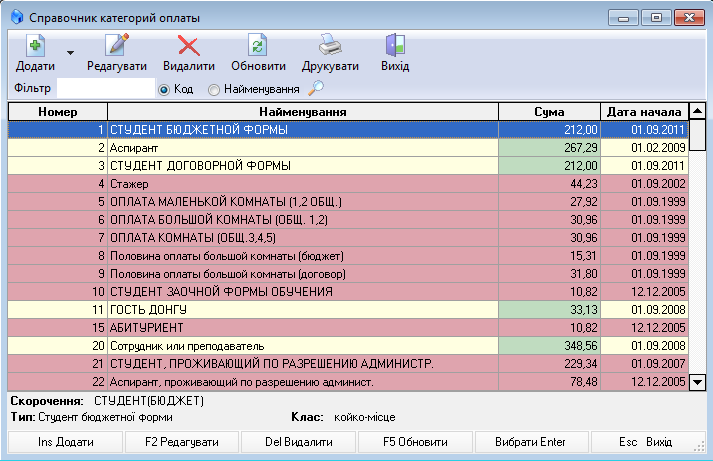 Справочник категорий оплаты
Додати Редагувати Видалити Обновити Друкувати Вихід
Фільтр Код Найменування
Номер Найменування Сума Дата начала
1 СТУДЕНТ БЮДЖЕТНОЙ ФОРМЫ 212,00 01.09.2011
2 Аспирант 267,29 01.02.2009
3 СТУДЕНТ ДОГОВОРНОЙ ФОРМЫ 212,00 01.09.2011
4 Стажер 44,23 01.09.2002
5 ОПЛАТА МАЛЕНЬКОЙ КОМНАТЫ (1,2 ОБЩ.) 27,92 01.09.1999
6 ОПЛАТА БОЛЬШОЙ КОМНАТЫ (ОБЩ. 1,2) 30,96 01.09.1999
7 ОПЛАТА КОМНАТЫ (ОБЩ.3,4,5) 30,96 01.09.1999
8 Половина оплаты большой комнаты (бюджет) 15,31 01.09.1999
9 Половина оплаты большой комнаты (договор) 31,80 01.09.1999
10 СТУДЕНТ ЗАОЧНОЙ ФОРМЫ ОБУЧЕНИЯ 10,82 12.12.2005
11 ГОСТЬ ДОНГУ 33,13 01.09.2008
15 АБИТУРИЕНТ 10,82 12.12.2005
20 Сотрудник или преподаватель 348,56 01.09.2008
21 СТУДЕНТ, ПРОЖИВАЮЩИЙ ПО РАЗРЕШЕНИЮ АДМИНИСТР. 229,34 01.09.2007
22 Аспирант, проживающий по разрешению админист. 78,48 12.12.2005
Скорочення: СТУДЕНТ(БЮДЖЕТ)
Тип: Студент бюджетної форми Клас: койко-місце
Ins Додати F2 Редагувати Del Видалити F5 Обновити Вибрати Enter Esc Вихід